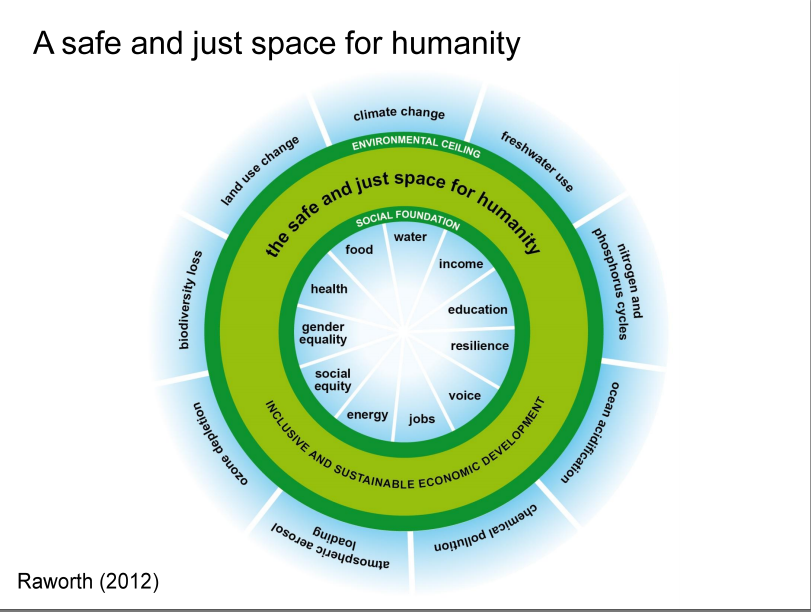 A safe and just space for humanity
climate change
freshwater use
nitrogen and
phosphorus cycles
ocean acidification
chemical pollution
atmospheric aerosol
loading
ozone depletion
biodiversity loss
land use change
ENVIRONMENTAL CEILING
the safe and just space for humanity
SOCIAL FOUNDATION
water
income
education
resilience
voice
jobs
energy
social
equity
gender
equality
health
food
INCLUSIVE AND SUSTAINABLE ECONOMIC DEVELOPMENT
Raworth (2012)